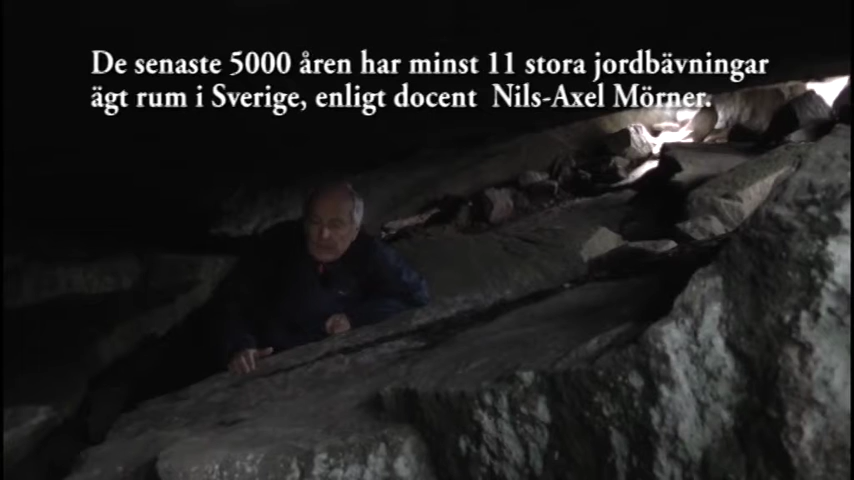 De senaste 5000 åren har minst 11 stora jordbävningar
ägt rum i Sverige, enligt docent Nils-Axel Mörner.